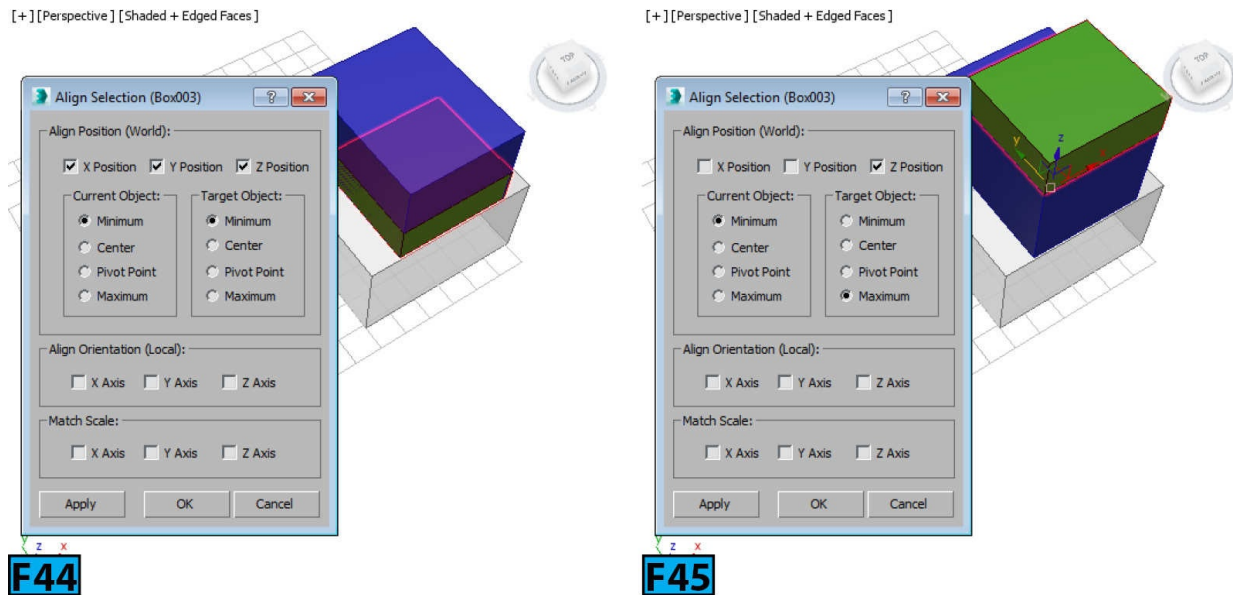 [+] [Perspective ] [Shaded + Edged Faces ]
TOP
Align Selection (Box003)
?
Align Position (World):
X Position Y Position Z Position
Current Object: Target Object:
Minimum Minimum
Center Center
Pivot Point Pivot Point
Maximum Maximum
Align Orientation (Local):
X Axis Y Axis Z Axis
Match Scale:
X Axis Y Axis Z Axis
Apply OK Cancel
y
z x
F44
[+] [Perspective ] [Shaded + Edged Faces ]
TOP
y z
Align Selection (Box003)
?
Align Position (World):
X Position Y Position Z Position
Current Object: Target Object:
Minimum Minimum
Center Center
Pivot Point Pivot Point
Maximum Maximum
Align Orientation (Local):
X Axis Y Axis Z Axis
Match Scale:
X Axis Y Axis Z Axis
Apply OK Cancel
y
z x
F45